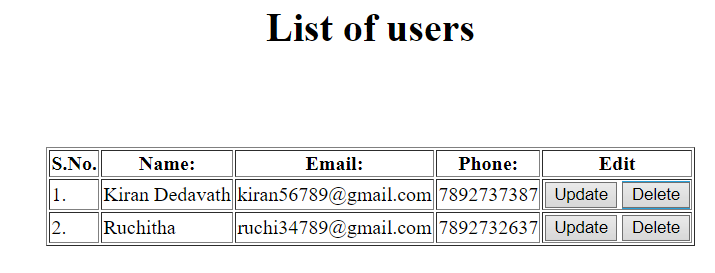 List of users
S.No. Name: Email: Phone: Edit
1. Kiran Dedavath kiran56789@gmail.com 7892737387 Update Delete
2. Ruchitha ruchi34789@gmail.com 7892732637 Update Delete